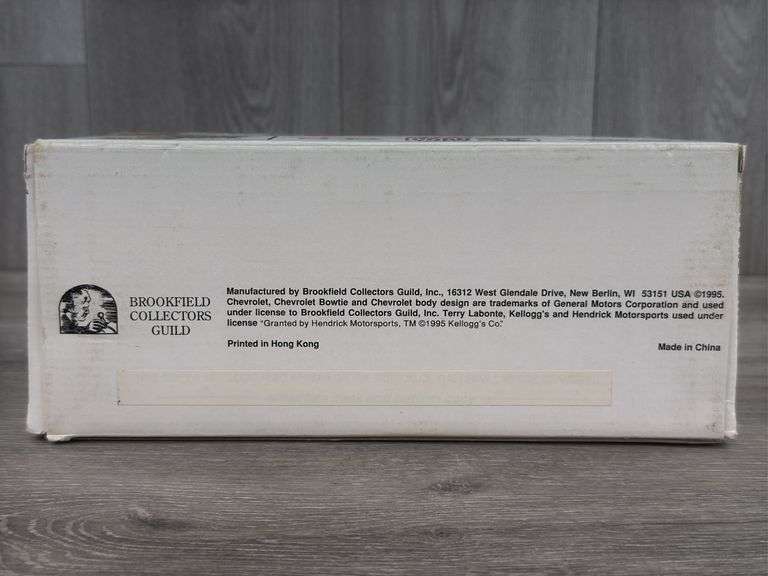 BROOKFIELD
COLLECTORS
GUILD
Manufactured by Brookfield Collectors Guild, Inc., 16312 West Glendale Drive, New Berlin, WI 53151 USA ©1995.
Chevrolet, Chevrolet Bowtie and Chevrolet body design are trademarks of General Motors Corporation and used
under license to Brookfield Collectors Guild, Inc. Terry Labonte, Kellogg's and Hendrick Motorsports used under
license "Granted by Hendrick Motorsports, TM ©1995 Kellogg's Co."
Printed in Hong Kong
Made in China